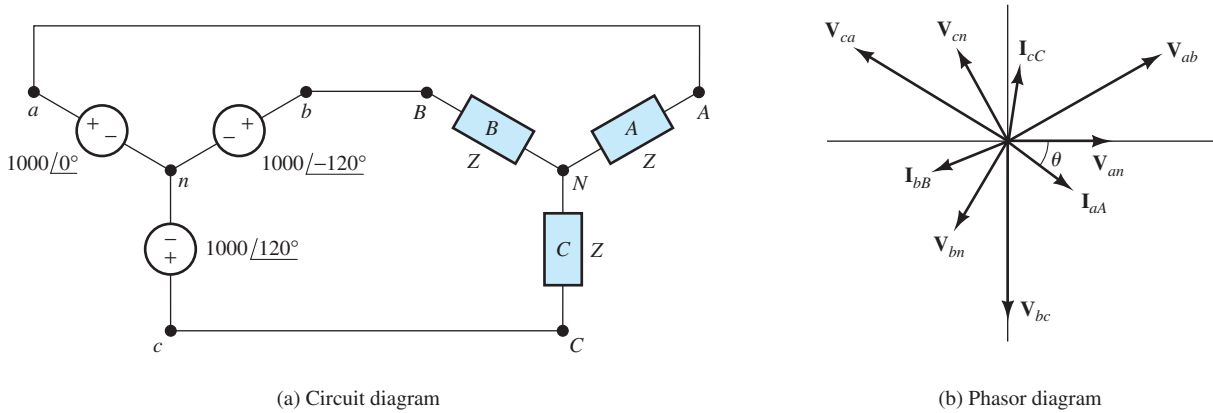 a
+
−
1000/0°
n
−
+
1000/−120°
b
B
B
Z
A
Z
A
N
−
+
1000/120°
C
Z
c
C
(a) Circuit diagram
V_ca
V_cn
I_cC
V_ab
θ
V_an
I_bB
I_aA
V_bn
V_bc
(b) Phasor diagram